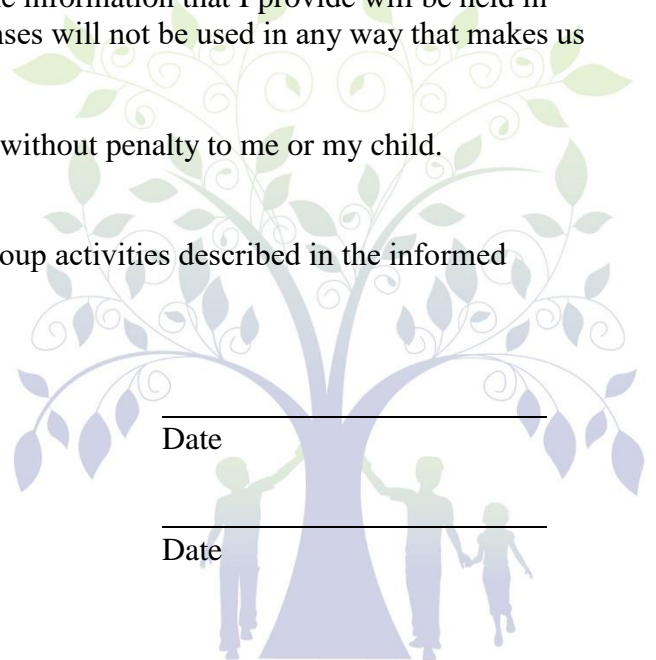 e information that I provide will be held in
nses will not be used in any way that makes us
without penalty to me or my child.
oup activities described in the informed
Date
Date